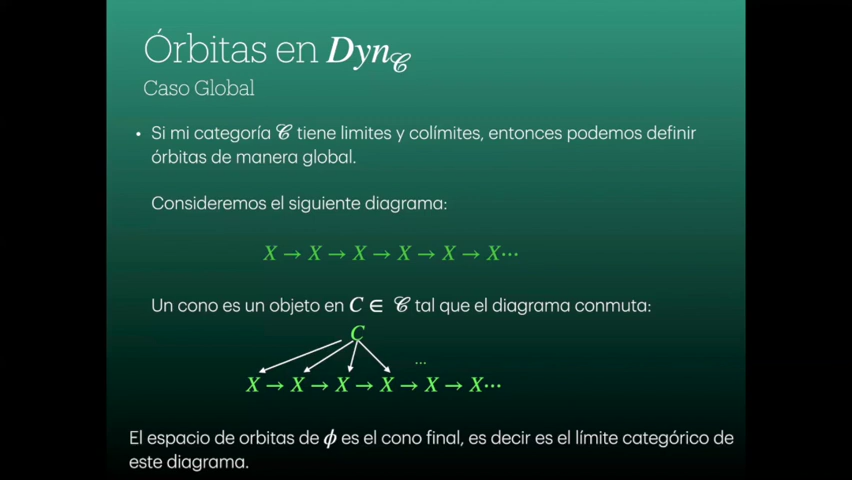 Órbitas en Dyn𝒞
Caso Global
• Si mi categoría 𝒞 tiene limites y colímites, entonces podemos definir
órbitas de manera global.
Consideremos el siguiente diagrama:
X → X → X → X → X → X⋯
Un cono es un objeto en C ∈ 𝒞 tal que el diagrama conmuta:
C
...
X → X → X → X → X → X⋯
El espacio de orbitas de ϕ es el cono final, es decir es el límite categórico de
este diagrama.